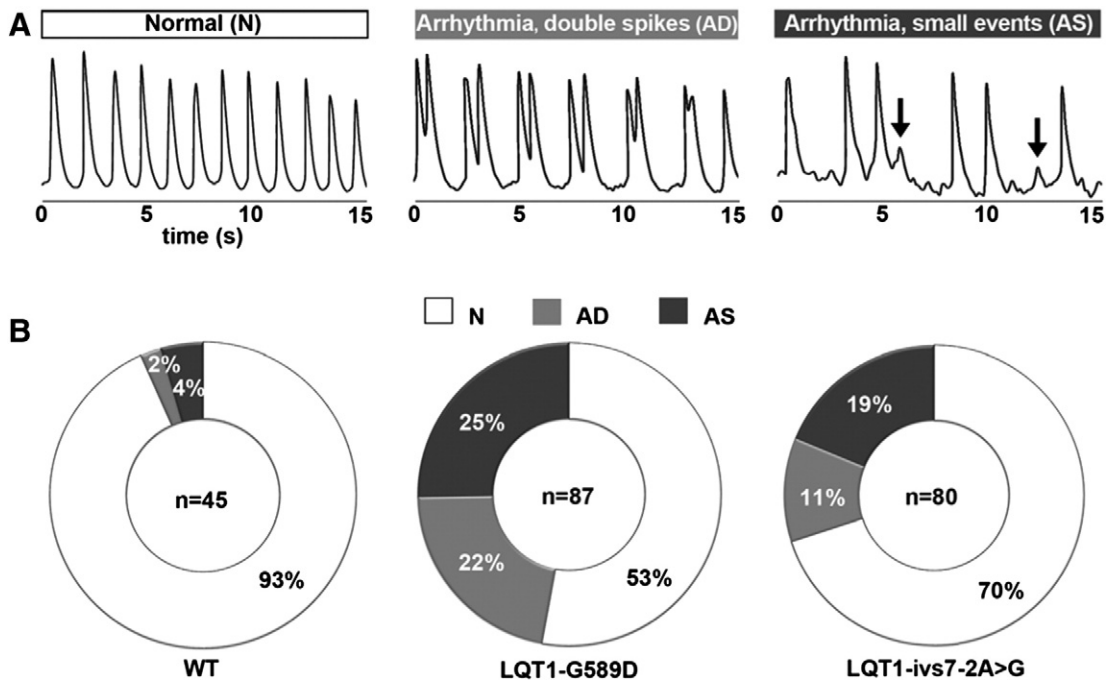 A
Normal (N)
Arrhythmia, double spikes (AD)
Arrhythmia, small events (AS)
0 5 10 15
time (s)
0 5 10 15
0 5 10 15
B
N AD AS
2%
4%
n=45
93%
WT
25%
22%
n=87
53%
LQT1-G589D
19%
11%
n=80
70%
LQT1-ivs7-2A>G